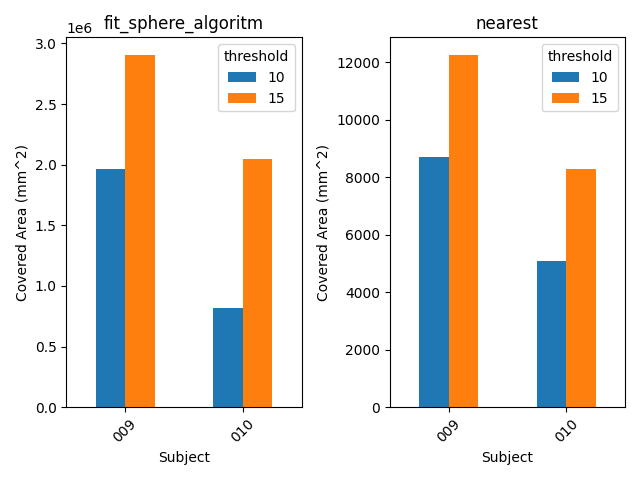 fit_sphere_algoritm
1e6
3.0
2.5
2.0
1.5
1.0
0.5
0.0
Covered Area (mm^2)
threshold
10
15
009
010
Subject
nearest
12000
10000
8000
6000
4000
2000
0
Covered Area (mm^2)
threshold
10
15
009
010
Subject